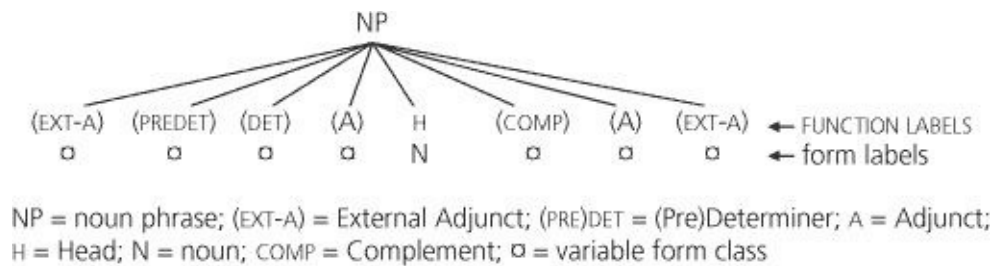 NP
(EXT-A) (PREDET) (DET) (A) H (COMP) (A) (EXT-A) ← FUNCTION LABELS
¤ ¤ ¤ ¤ N ¤ ¤ ¤ ← form labels
NP = noun phrase; (EXT-A) = External Adjunct; (PRE)DET = (Pre)Determiner; A = Adjunct;
H = Head; N = noun; COMP = Complement; ¤ = variable form class